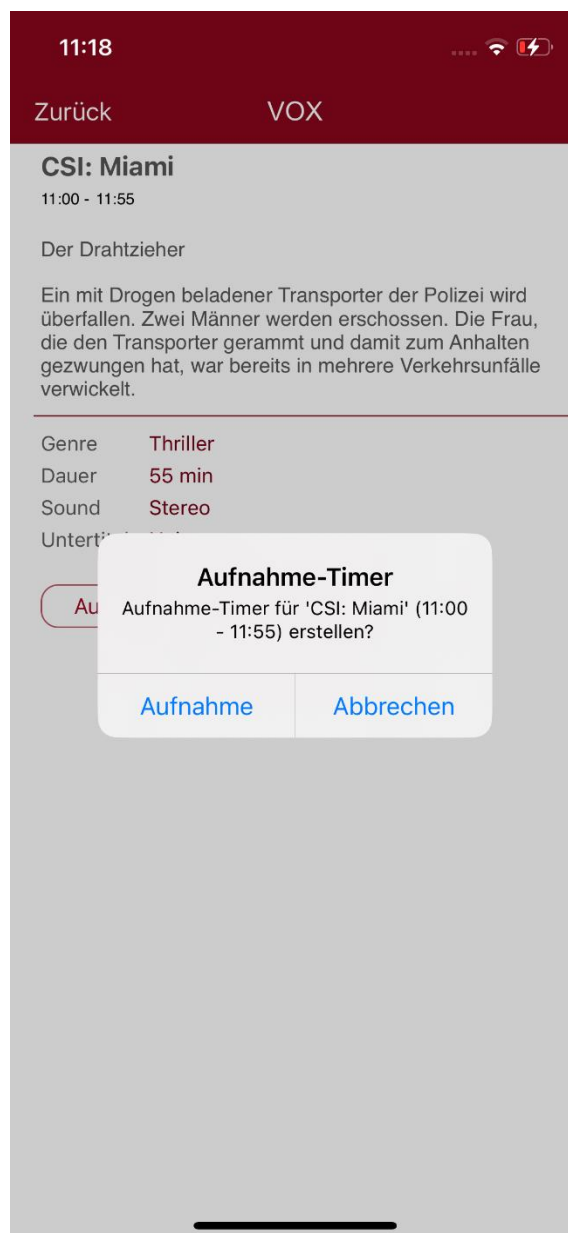 11:18
Zurück
VOX
CSI: Miami
11:00 - 11:55
Der Drahtzieher
Ein mit Drogen beladener Transporter der Polizei wird
überfallen. Zwei Männer werden erschossen. Die Frau,
die den Transporter gerammt und damit zum Anhalten
gezwungen hat, war bereits in mehrere Verkehrsunfälle
verwickelt.
Genre Thriller
Dauer 55 min
Sound Stereo
Aufnahme-Timer
Aufnahme-Timer für 'CSI: Miami' (11:00
- 11:55) erstellen?
Aufnahme Abbrechen